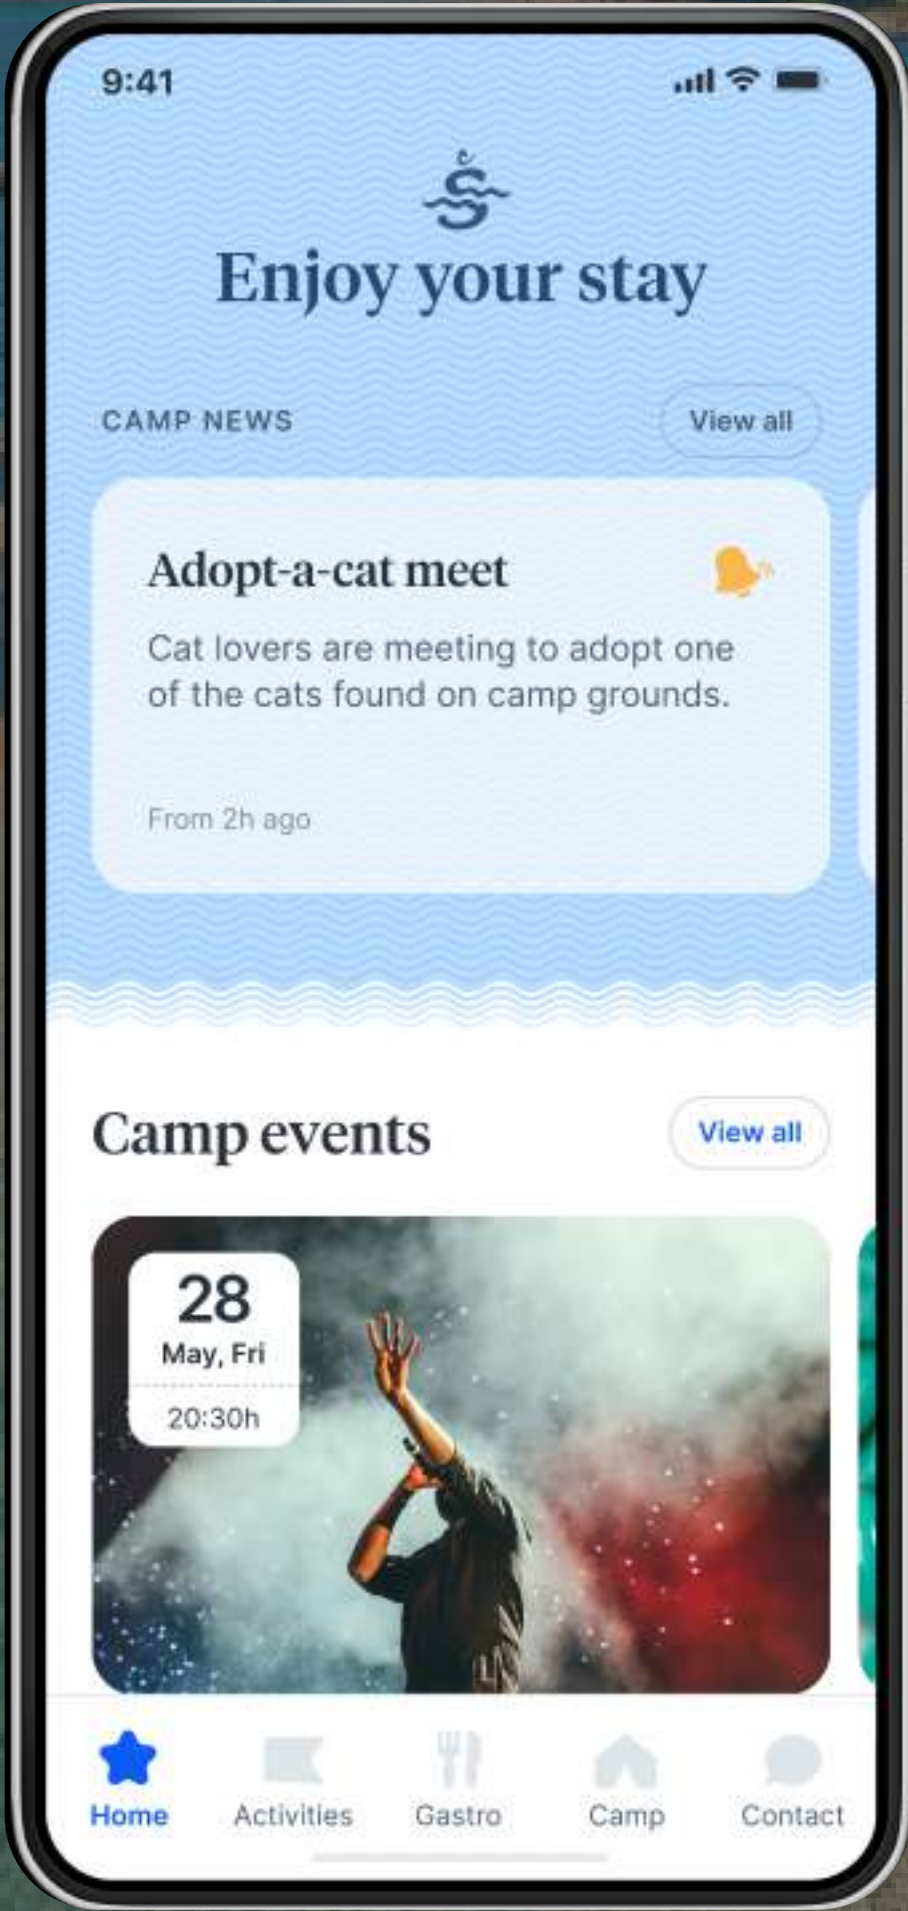 9:41
Enjoy your stay
CAMP NEWS
View all
Adopt-a-cat meet
Cat lovers are meeting to adopt one
of the cats found on camp grounds.
From 2h ago
Camp events
View all
28
May, Fri
20:30h
Home
Activities
Gastro
Camp
Contact